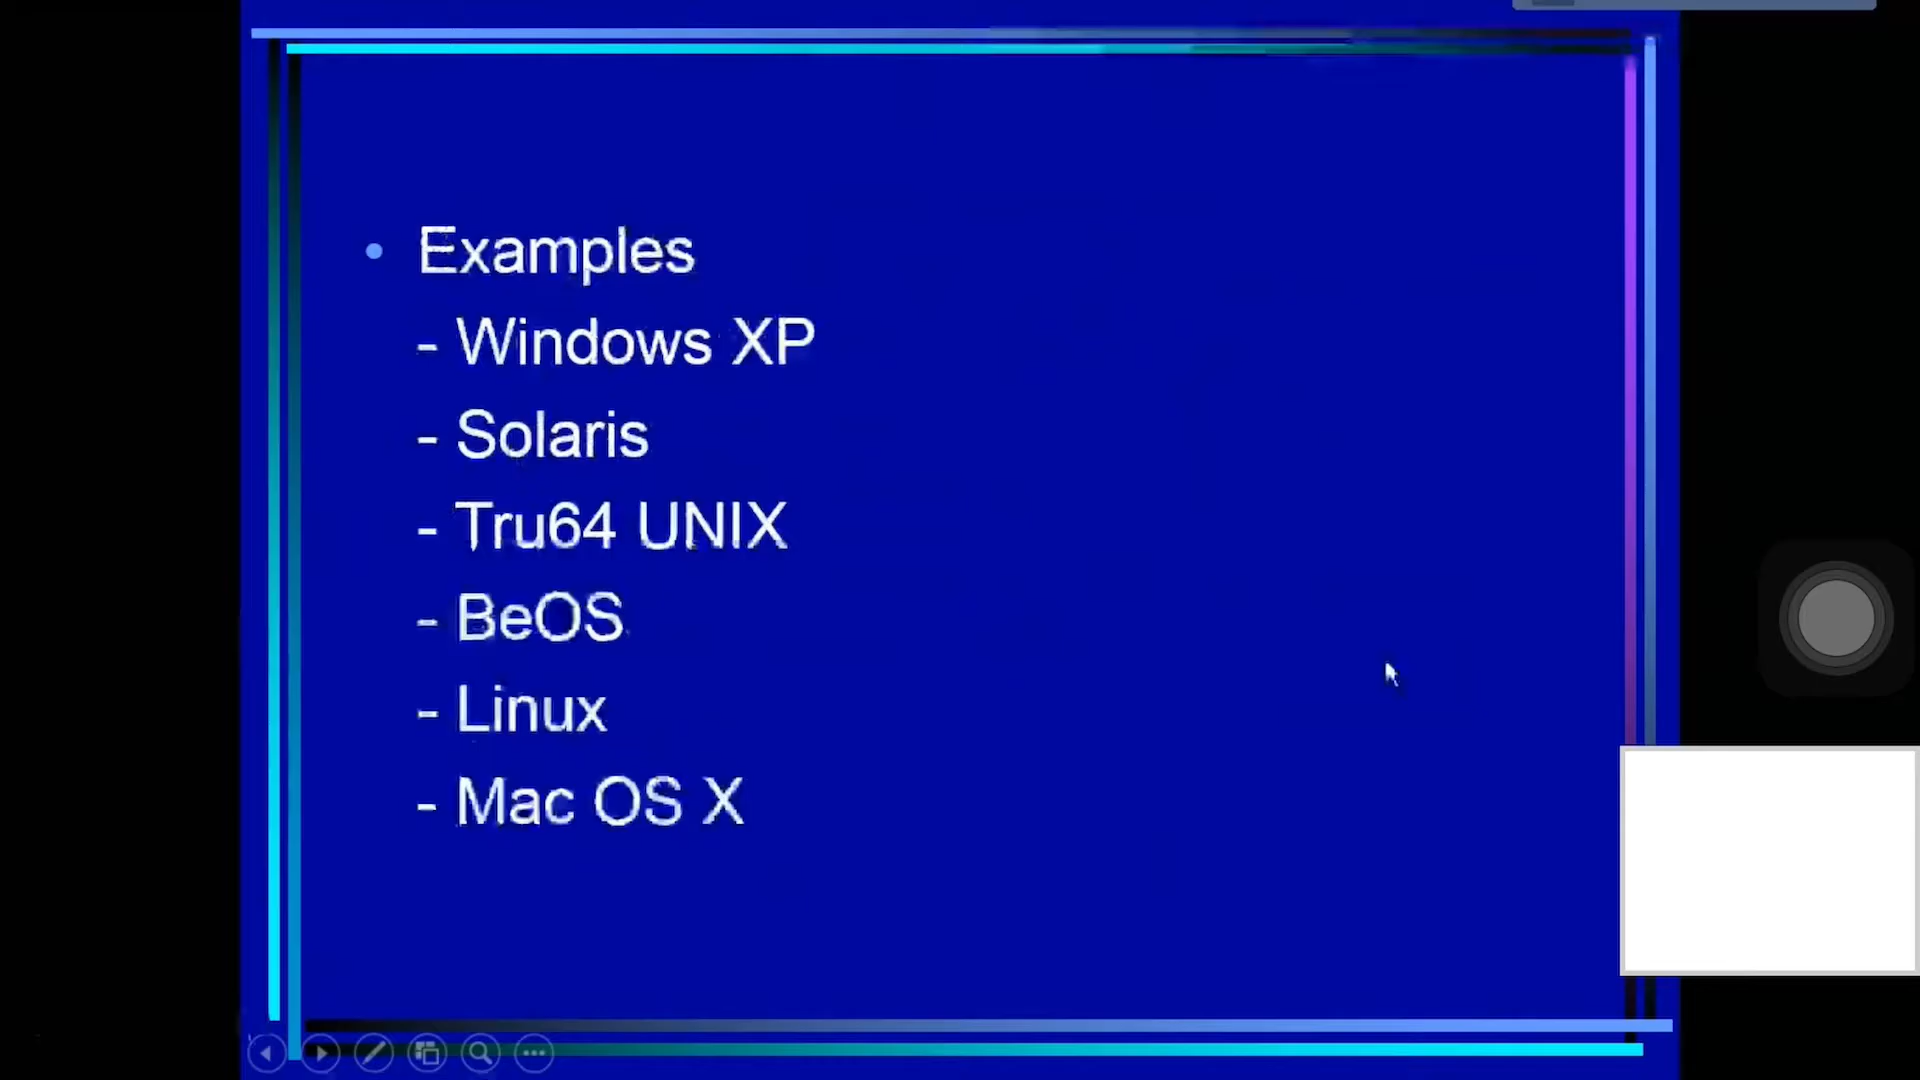 • Examples
- Windows XP
- Solaris
- Tru64 UNIX
- BeOS
- Linux
- Mac OS X